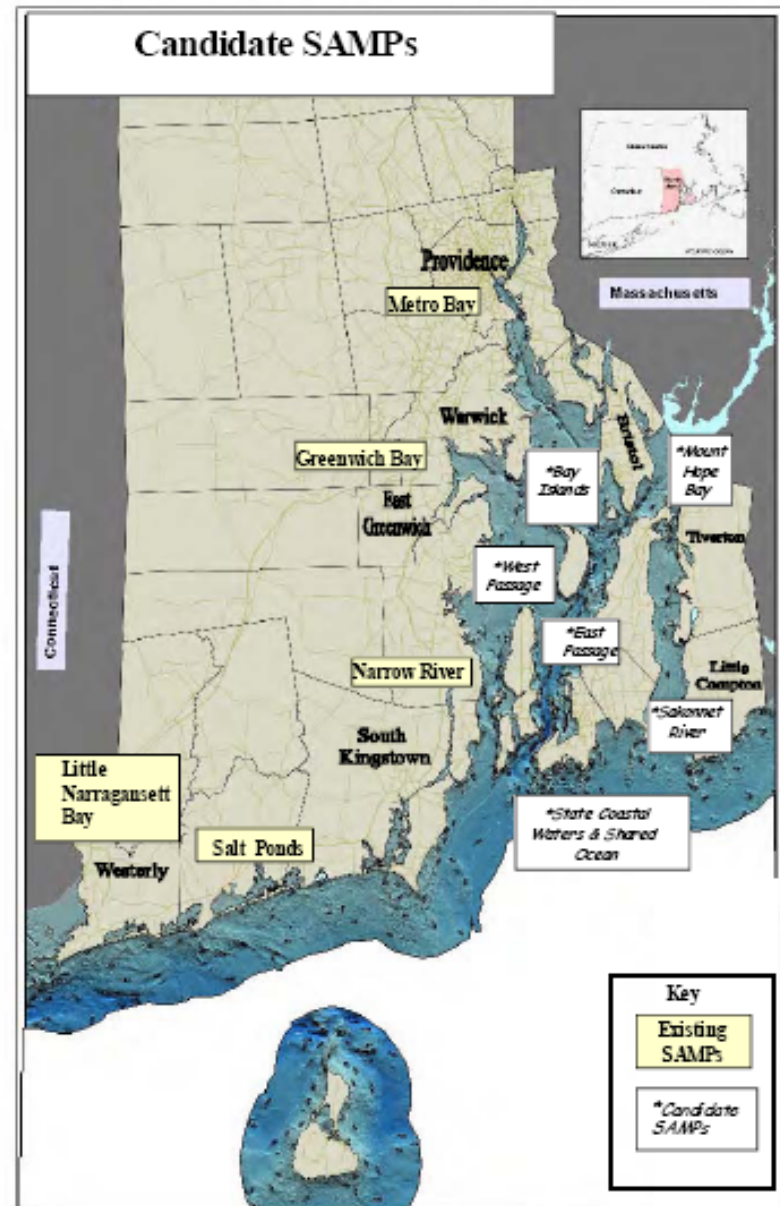 Candidate SAMPs
Massachusetts
Providence
Metro Bay
Massachusetts
Warwick
Bristol
Greenwich Bay
*Bay
Islands
*Mount
Hope
Bay
East
Greenwich
Tiverton
*West
Passage
Connecticut
*East
Passage
Narrow River
Little
Compton
*Sakonnet
River
South
Kingstown
Little
Narragansett
Bay
*State Coastal
Waters & Shared
Ocean
Salt Ponds
Westerly
Key
Existing
SAMPs
*Candidate
SAMPs